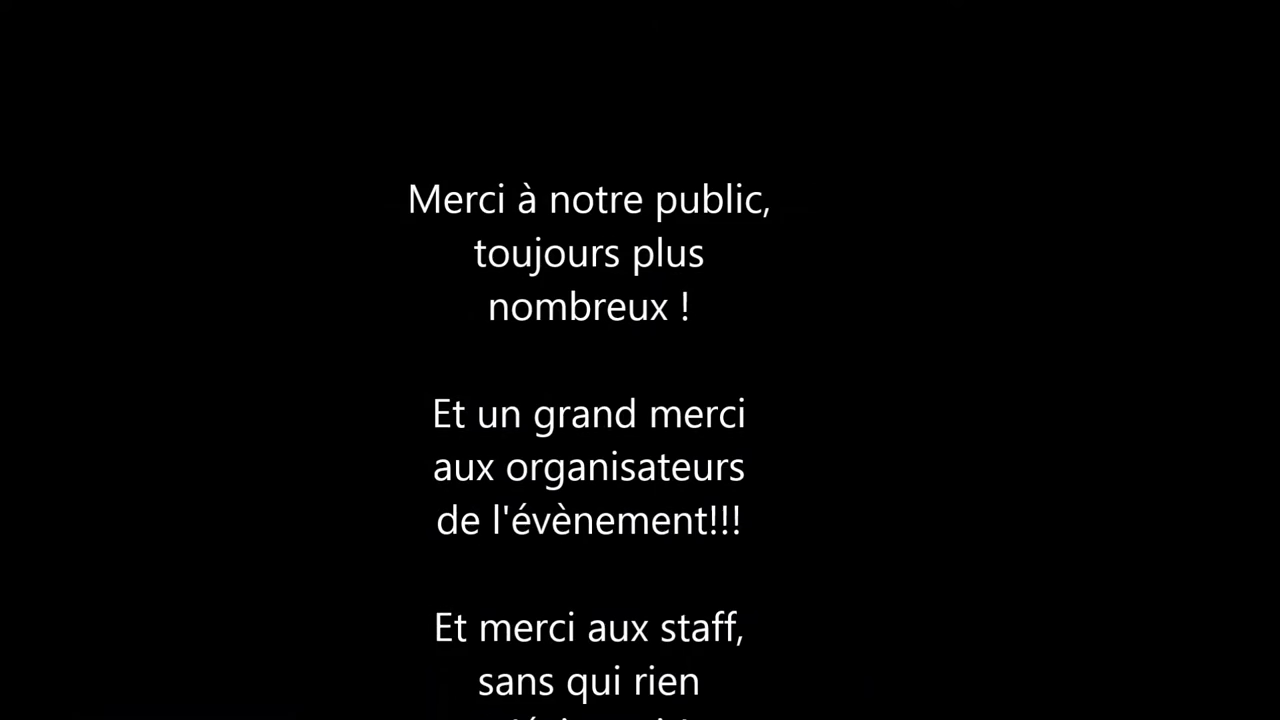 Merci à notre public,
toujours plus
nombreux !
Et un grand merci
aux organisateurs
de l'évènement!!!
Et merci aux staff,
sans qui rien